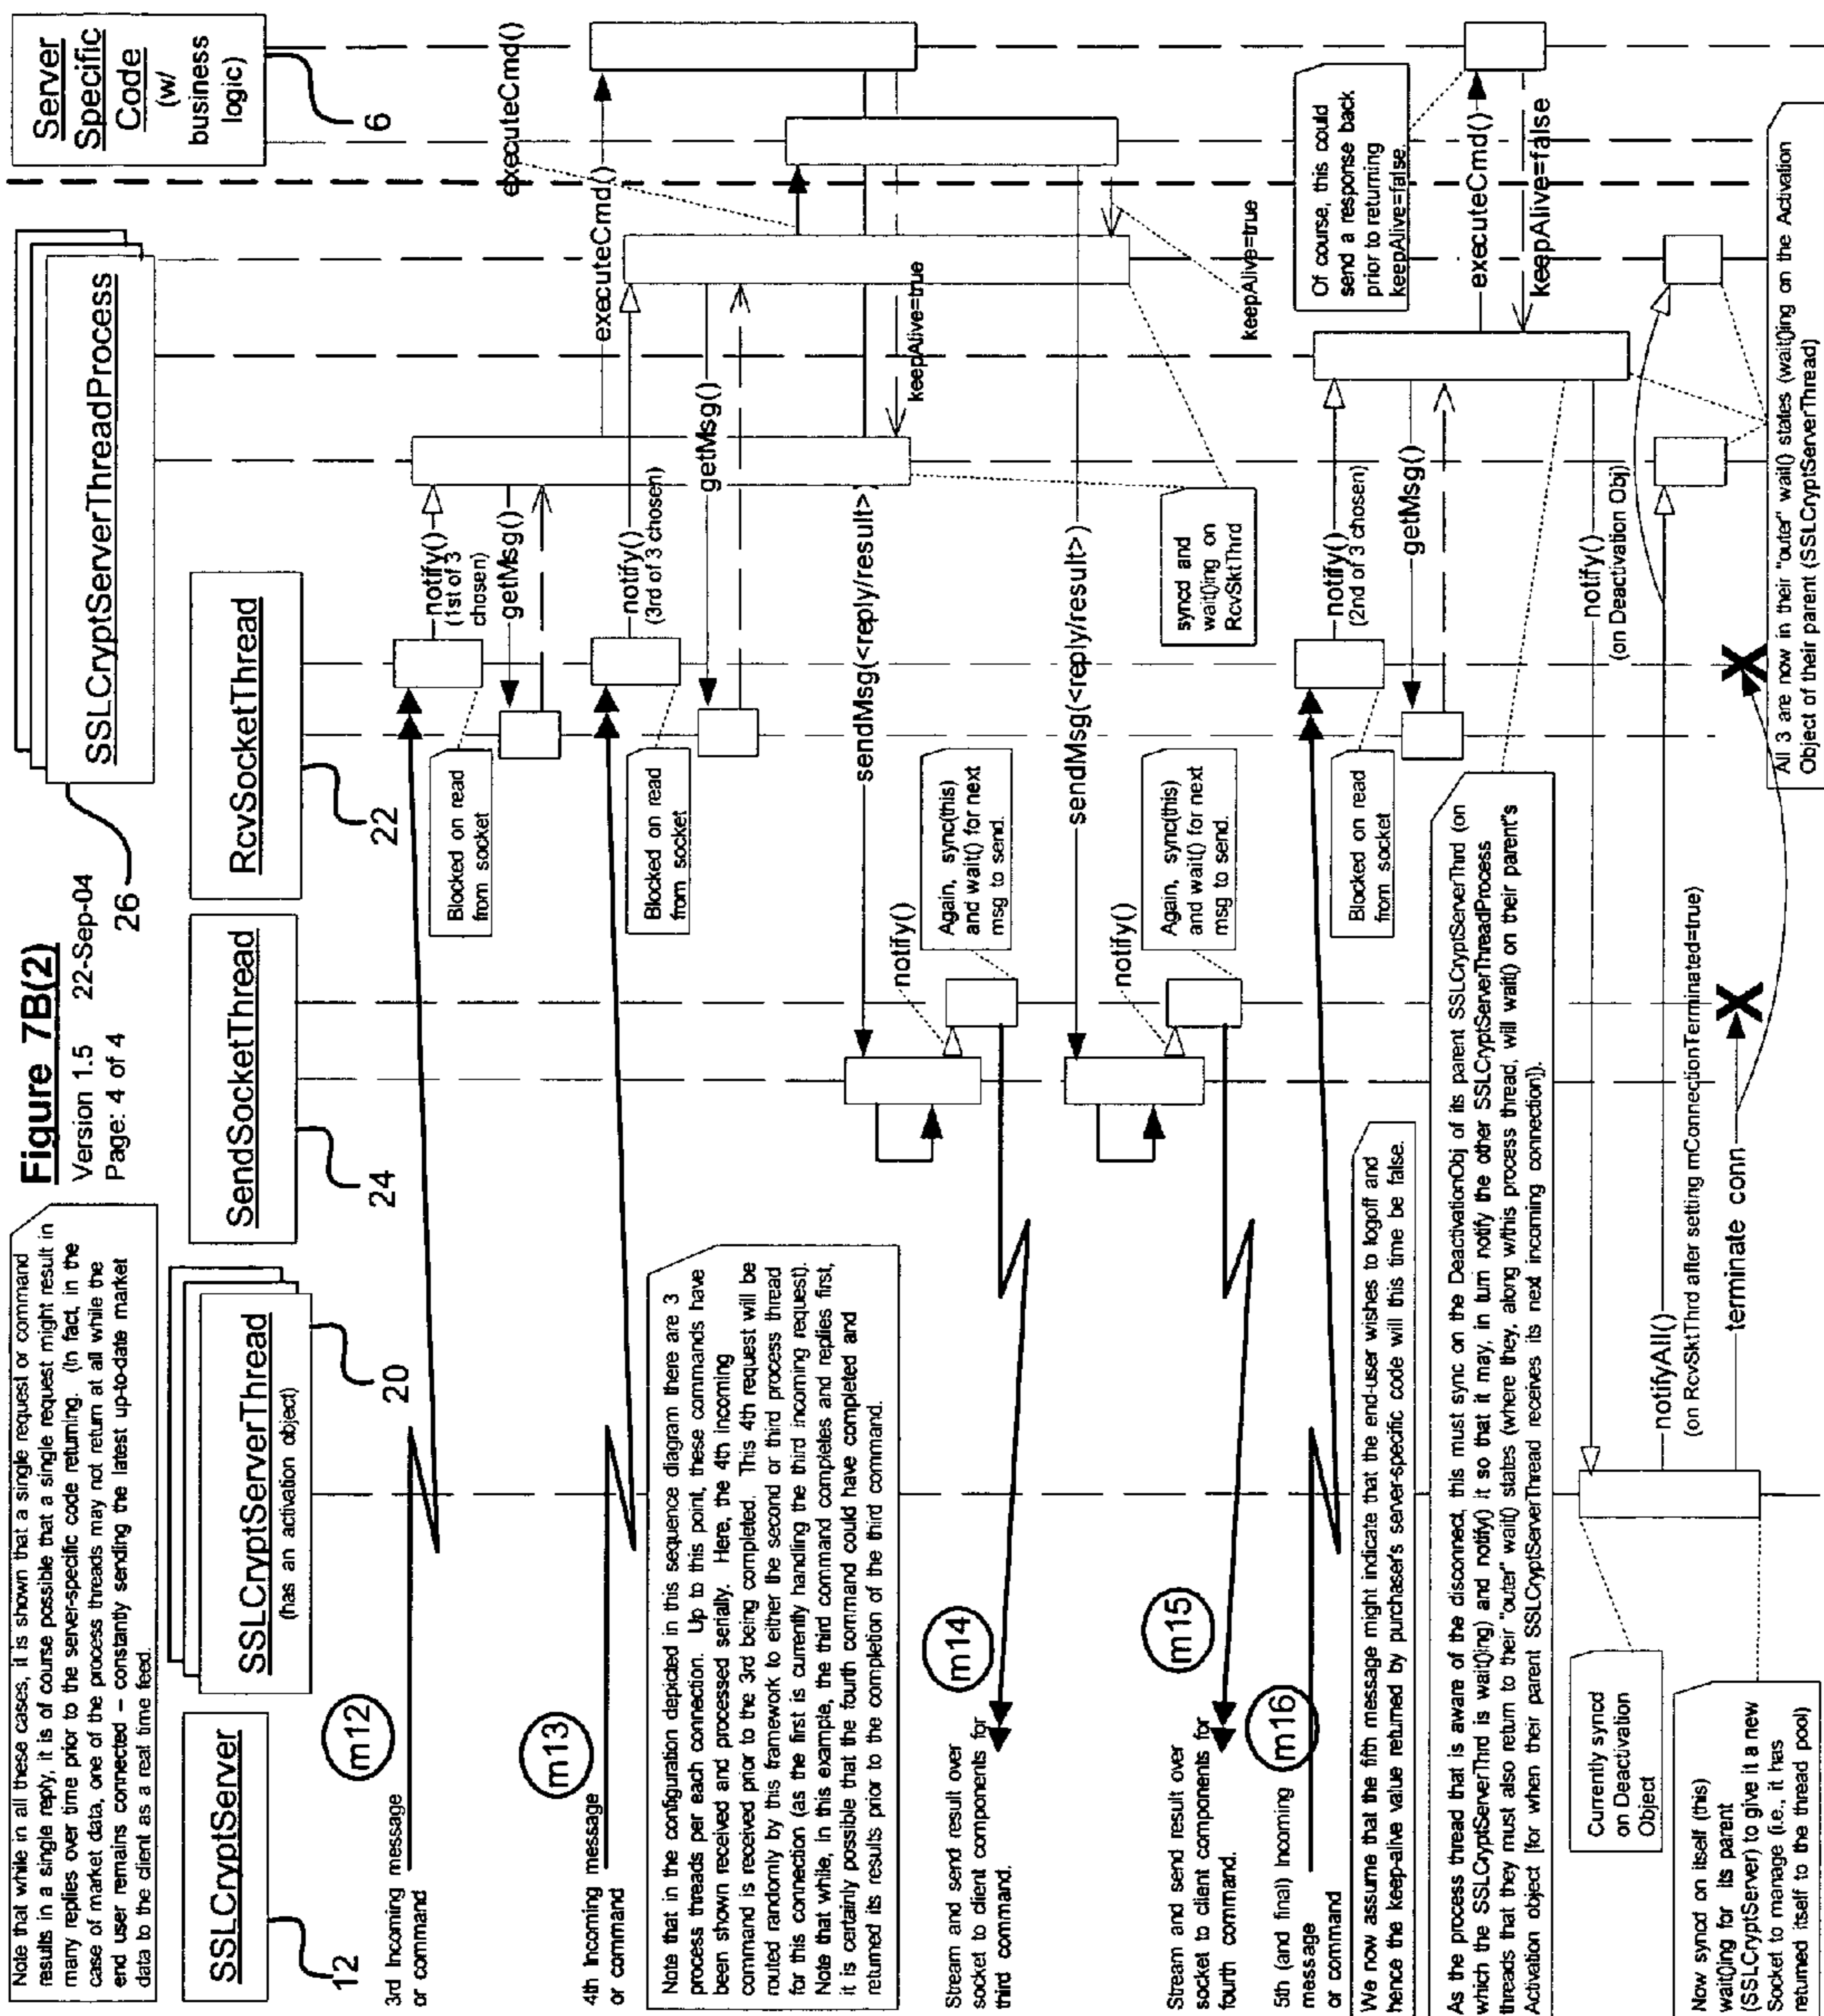 Note that while in all these cases, it is shown that a single request or command
results in a single reply, it is of course possible that a single request might result in
many replies over time prior to the server-specific code returning. (In fact, in the
case of market data, one of the process threads may not return at all while the
end user remains connected – constantly sending the latest up-to-date market
data to the client as a real time feed.
Figure 7B(2)
Version 1.5 22-Sep-04
Page: 4 of 4
SSLCryptServer
12
SSLCryptServerThread
(has an activation object)
20
SendSocketThread
24
RcvSocketThread
22
SSLCryptServerThreadProcess
26
Server
Specific
Code
(w/
business
logic)
6
m12
3rd Incoming message
or command
Blocked on read
from socket
notify()
(1st of 3
chosen)
getMsg()
executeCmd()
executeCmd()
m13
4th Incoming message
or command
Blocked on read
from socket
notify()
(3rd of 3 chosen)
getMsg()
Note that in the configuration depicted in this sequence diagram there are 3
process threads per each connection. Up to this point, these commands have
been shown received and processed serially. Here, the 4th incoming
command is received prior to the 3rd being completed. This 4th request will be
routed randomly by this framework to either the second or third process thread
for this connection (as the first is currently handling the third incoming request).
Note that while, in this example, the third command completes and replies first,
it is certainly possible that the fourth command could have completed and
returned its results prior to the completion of the third command.
sendMsg(<reply/result>)
keepAlive=true
notify()
Again, sync(this)
and wait() for next
msg to send.
m14
Stream and send result over
socket to client components for
third command.
sendMsg(<reply/result>)
keepAlive=true
syncd and
wait()ing on
RcvSktThrd
notify()
Again, sync(this)
and wait() for next
msg to send.
m15
Stream and send result over
socket to client components for
fourth command.
m16
5th (and final) Incoming
message
or command
Blocked on read
from socket
notify()
(2nd of 3 chosen)
getMsg()
Of course, this could
send a response back
prior to returning
keepAlive=false.
executeCmd()
keepAlive=false
We now assume that the fifth message might indicate that the end-user wishes to logoff and
hence the keep-alive value returned by purchaser's server-specific code will this time be false.
As the process thread that is aware of the disconnect, this must sync on the DeactivationObj of its parent SSLCryptServerThrd (on
which the SSLCryptServerThrd is wait()ing) and notify() it so that it may, in turn notify the other SSLCryptServerThreadProcess
threads that they must also return to their "outer" wait() states (where they, along w/this process thread, will wait() on their parent"s
Activation object [for when their parent SSLCryptServerThread receives its next incoming connection]).
notify()
(on Deactivation Obj)
Currently syncd
on Deactivation
Object
notifyAll()
(on RcvSktThrd after setting mConnectionTerminated=true)
terminate conn
Now syncd on itself (this)
wait()ing for its parent
(SSLCryptServer) to give it a new
Socket to manage (i.e., it has
returned itself to the thread pool)
All 3 are now in their "outer" wait() states (wait()ing on the Activation
Object of their parent (SSLCryptServerThread)